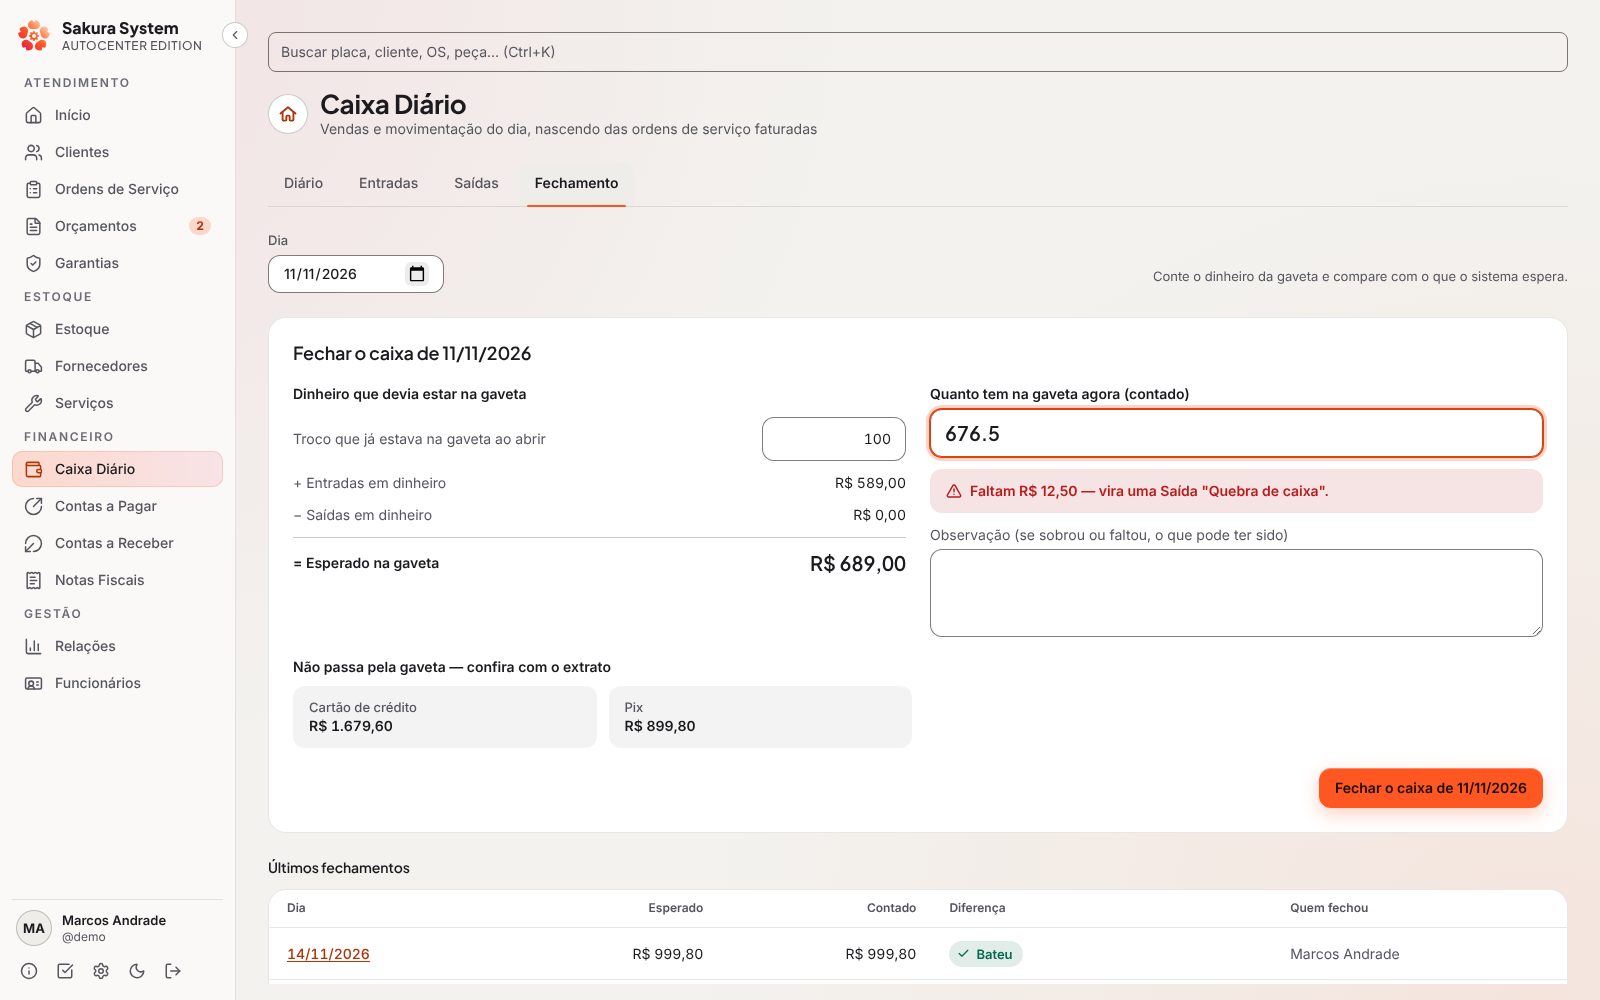 Sakura System
AUTOCENTER EDITION
ATENDIMENTO
Início
Clientes
Ordens de Serviço
Orçamentos 2
Garantias
ESTOQUE
Estoque
Fornecedores
Serviços
FINANCEIRO
Caixa Diário
Contas a Pagar
Contas a Receber
Notas Fiscais
GESTÃO
Relações
Funcionários
MA
Marcos Andrade
@demo
Buscar placa, cliente, OS, peça... (Ctrl+K)
Caixa Diário
Vendas e movimentação do dia, nascendo das ordens de serviço faturadas
Diário Entradas Saídas Fechamento
Dia
11/11/2026
Conte o dinheiro da gaveta e compare com o que o sistema espera.
Fechar o caixa de 11/11/2026
Dinheiro que devia estar na gaveta
Troco que já estava na gaveta ao abrir 100
+ Entradas em dinheiro R$ 589,00
− Saídas em dinheiro R$ 0,00
= Esperado na gaveta R$ 689,00
Quanto tem na gaveta agora (contado)
676.5
Faltam R$ 12,50 — vira uma Saída "Quebra de caixa".
Observação (se sobrou ou faltou, o que pode ter sido)
Não passa pela gaveta — confira com o extrato
Cartão de crédito
R$ 1.679,60
Pix
R$ 899,80
Fechar o caixa de 11/11/2026
Últimos fechamentos
Dia Esperado Contado Diferença Quem fechou
14/11/2026 R$ 999,80 R$ 999,80 Bateu Marcos Andrade